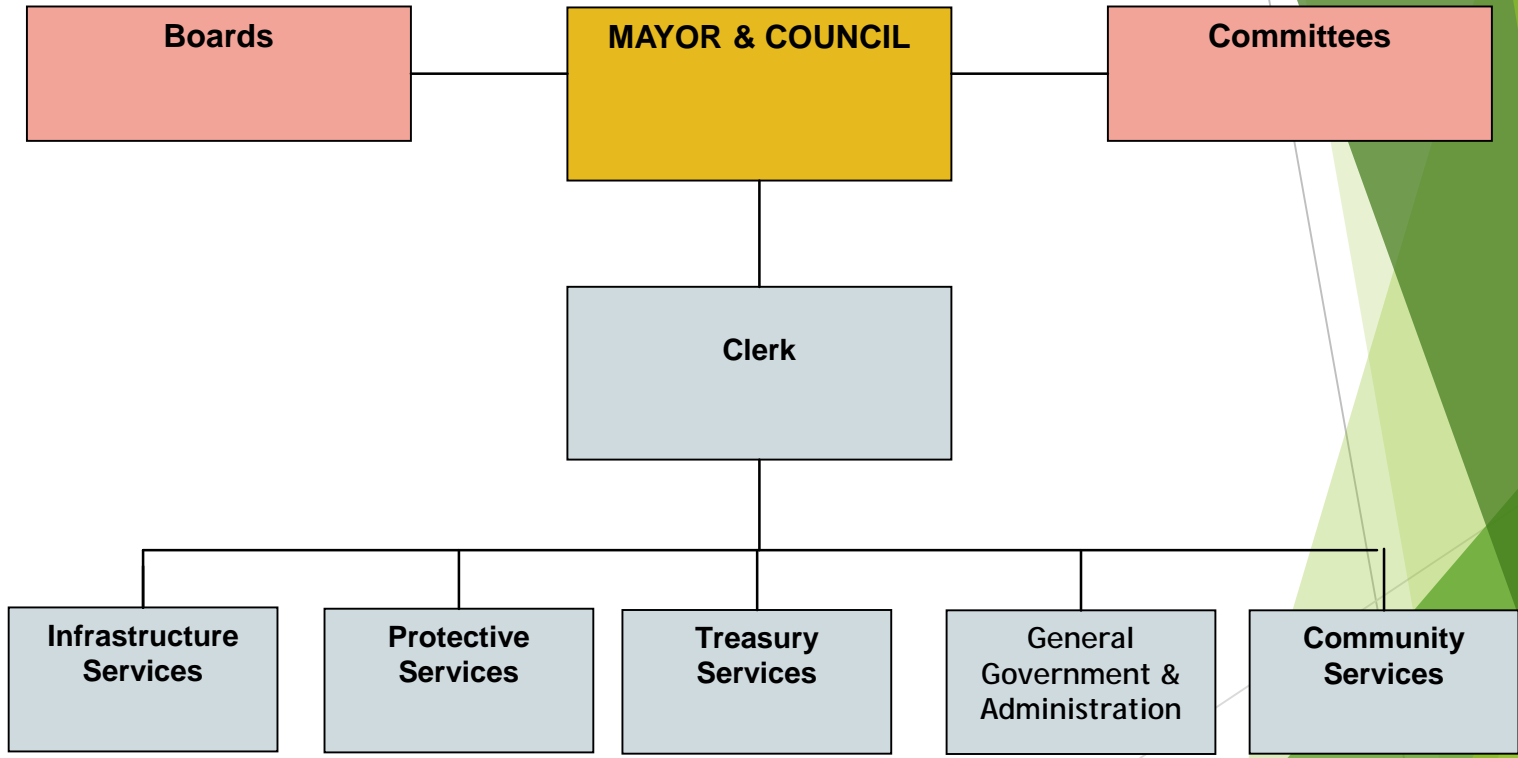 Boards
MAYOR & COUNCIL
Committees
Clerk
Infrastructure
Services
Protective
Services
Treasury
Services
General
Government &
Administration
Community
Services